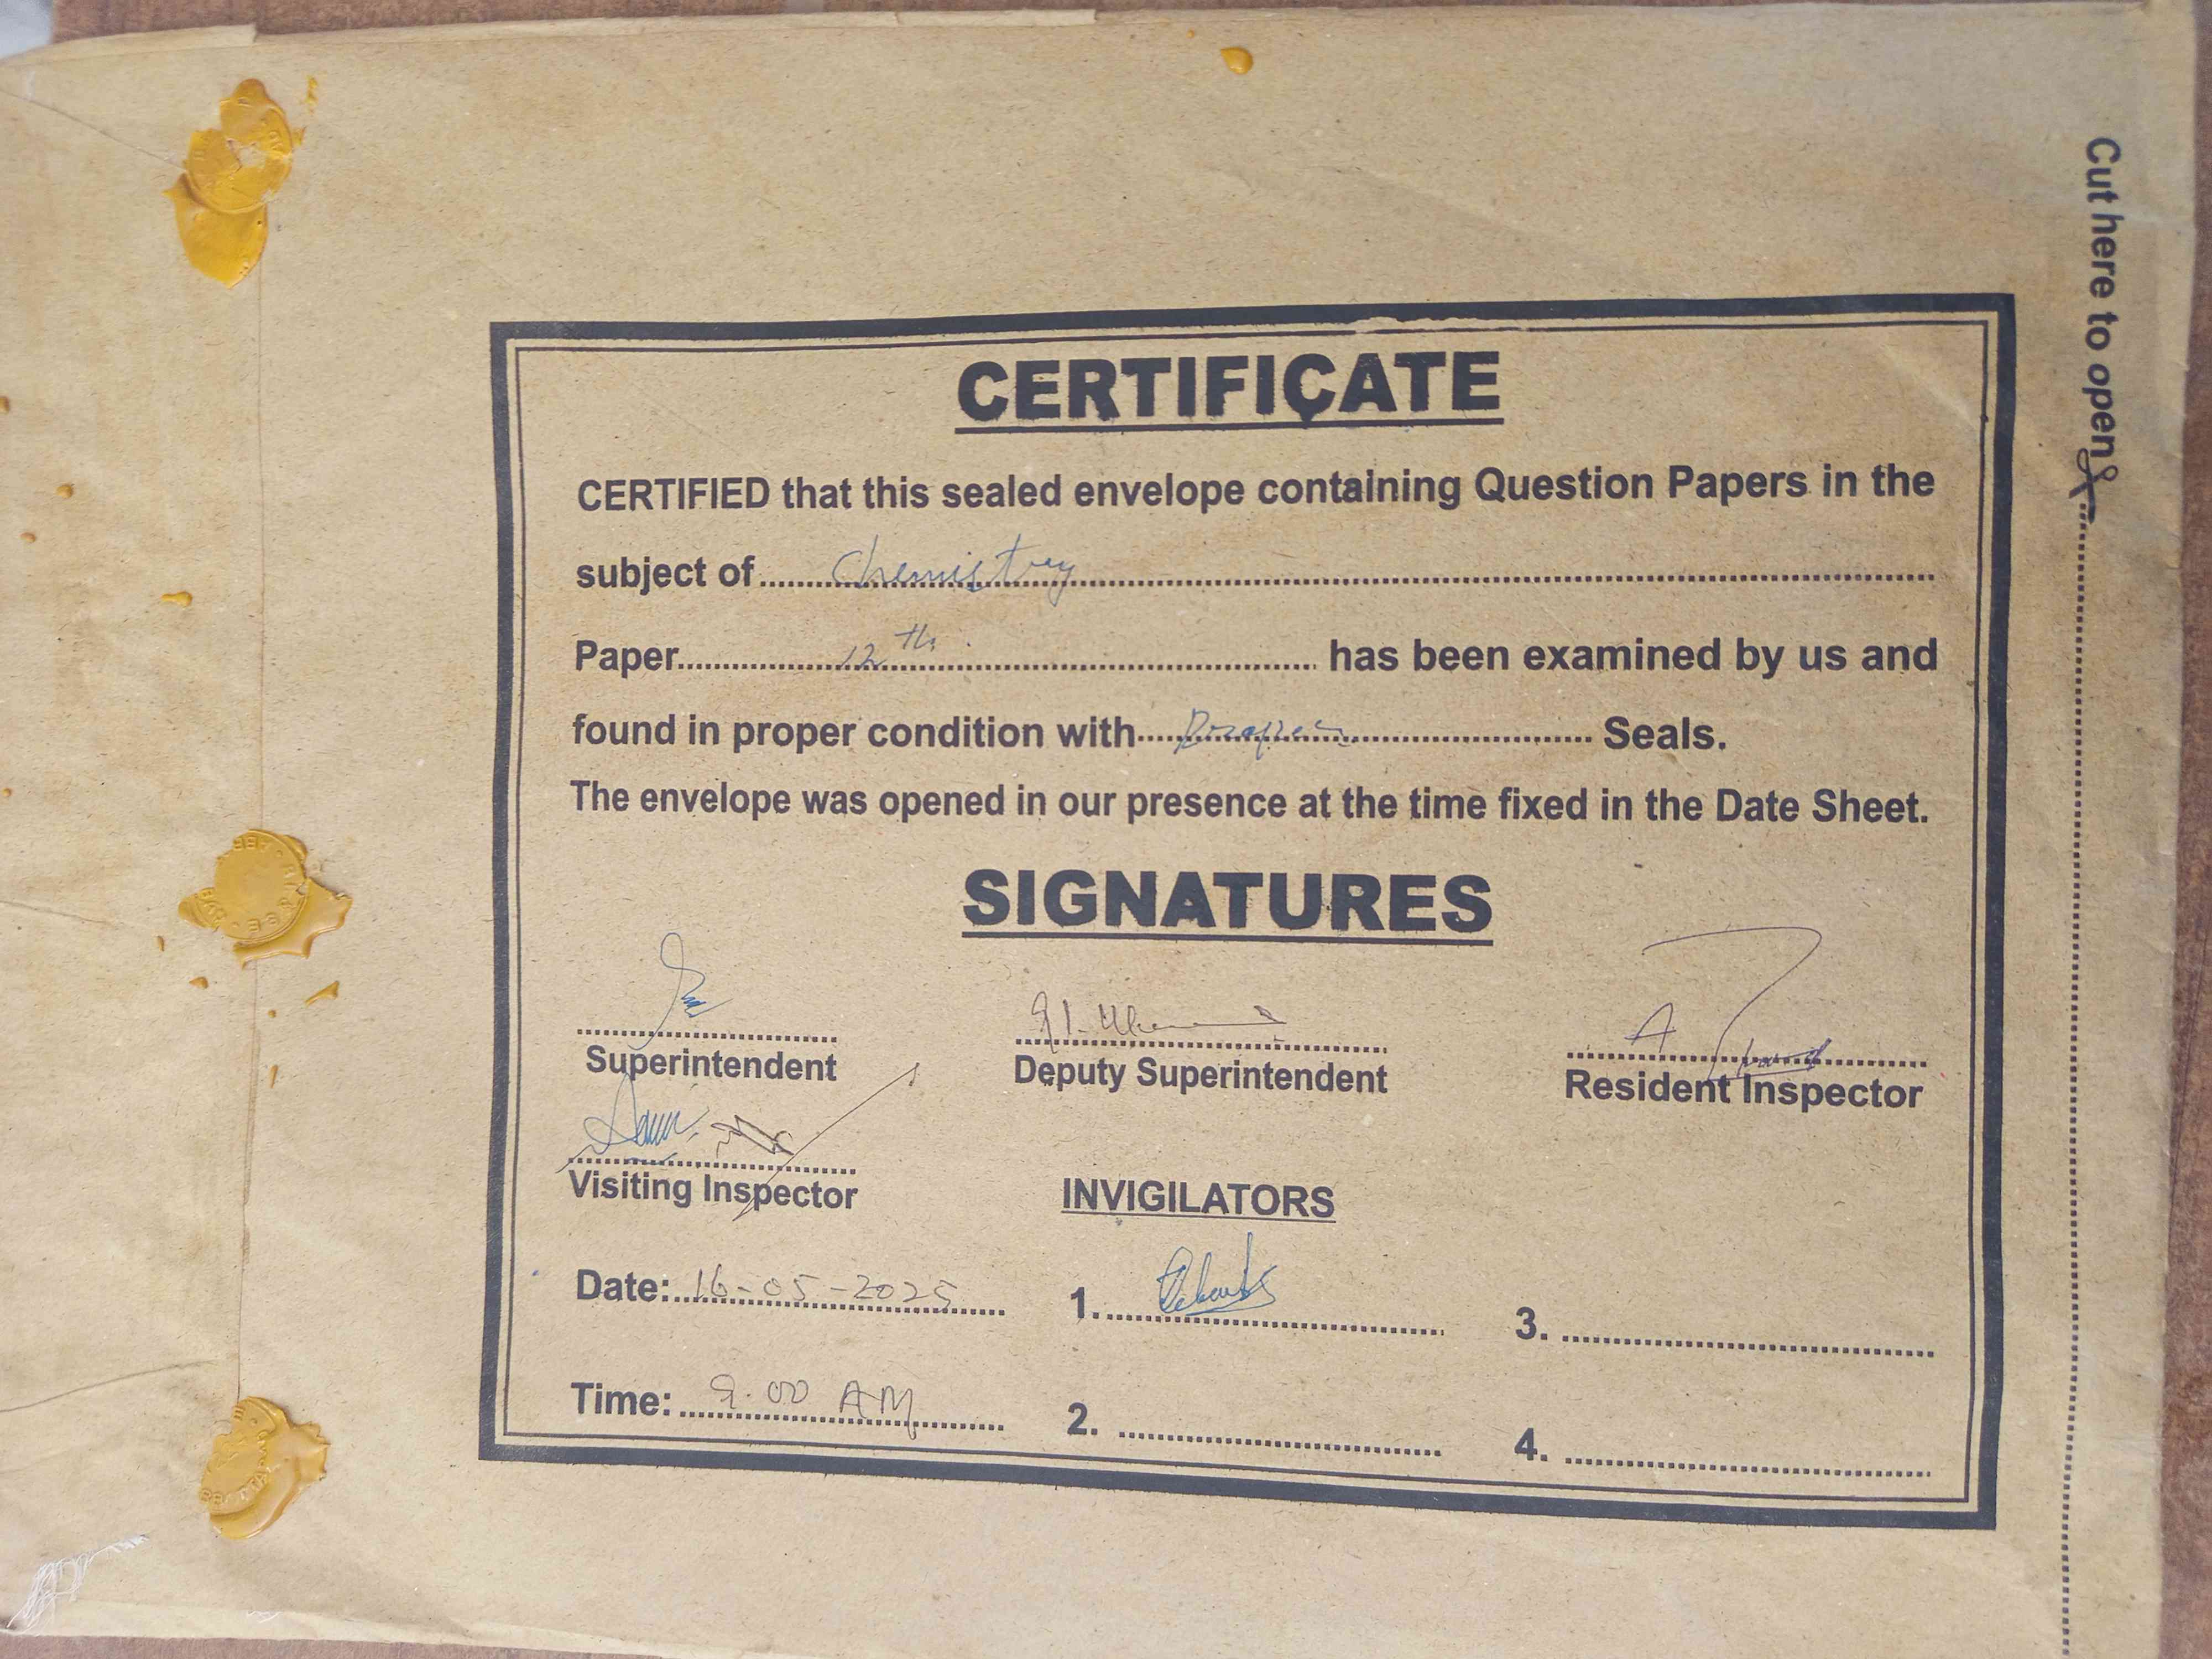 Cut here to open
CERTIFICATE
CERTIFIED that this sealed envelope containing Question Papers in the
subject of......Chemistry......
Paper......12th......has been examined by us and
found in proper condition with............Seals.
The envelope was opened in our presence at the time fixed in the Date Sheet.
SIGNATURES
Superintendent
Deputy Superintendent
Resident Inspector
Visiting Inspector
INVIGILATORS
Date:...16-05-2025......
1.............
3.............
Time:...9.00 AM......
2.............
4.............